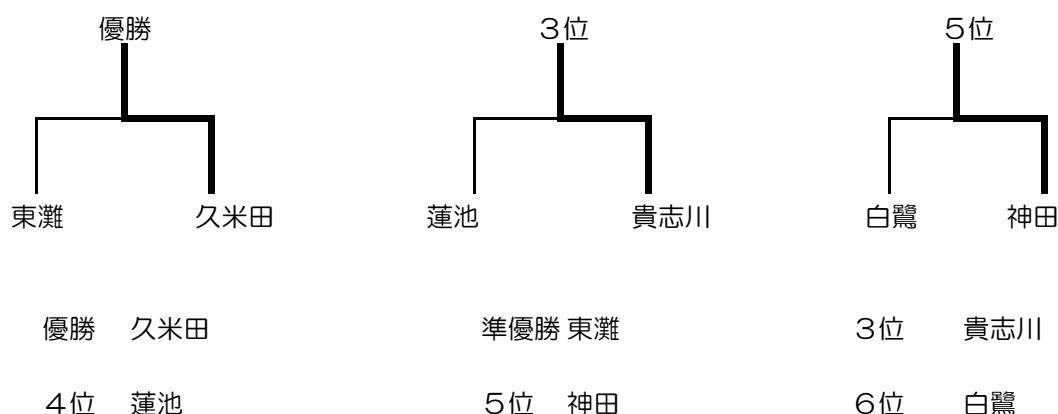 優勝 3位 5位
東灘 久米田 蓮池 貴志川 白鷺 神田
優勝 久米田 準優勝 東灘 3位 貴志川
4位 蓮池 5位 神田 6位 白鷺